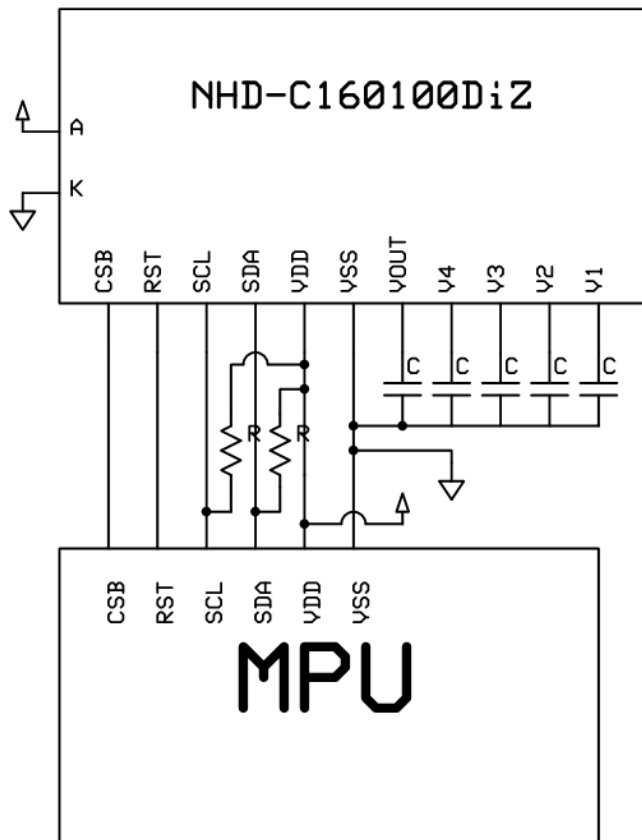 NHD-C160100DiZ
A
K
CSB RST SCL SDA VDD VSS VOUT V4 V3 V2 V1
C C C C C
R R
CSB RST SCL SDA VDD VSS
MPU